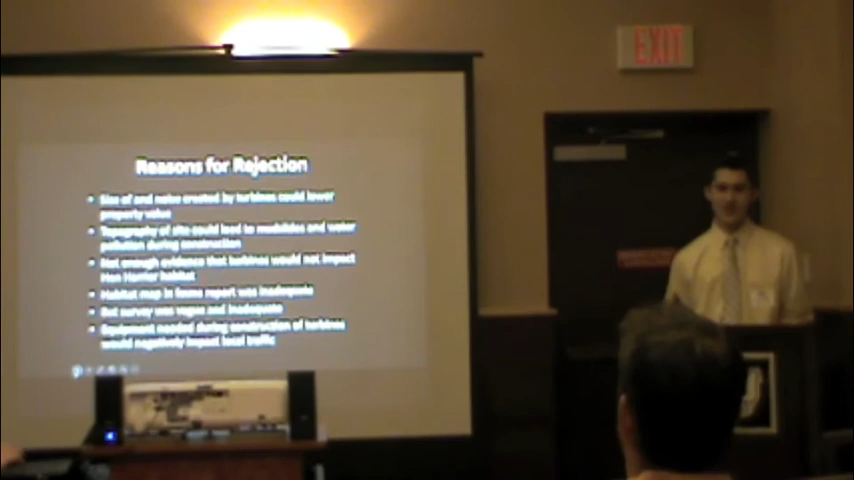 EXIT
Reasons for Rejection
Size of and noise created by turbines could lower
property value
Topography of site could lead to mudslides and water
pollution during construction
Not enough evidence that turbines would not impact
Hen Harrier habitat
Habitat map in report was inadequate
Bat survey was vague and inadequate
Equipment needed during construction of turbines
would negatively impact local traffic